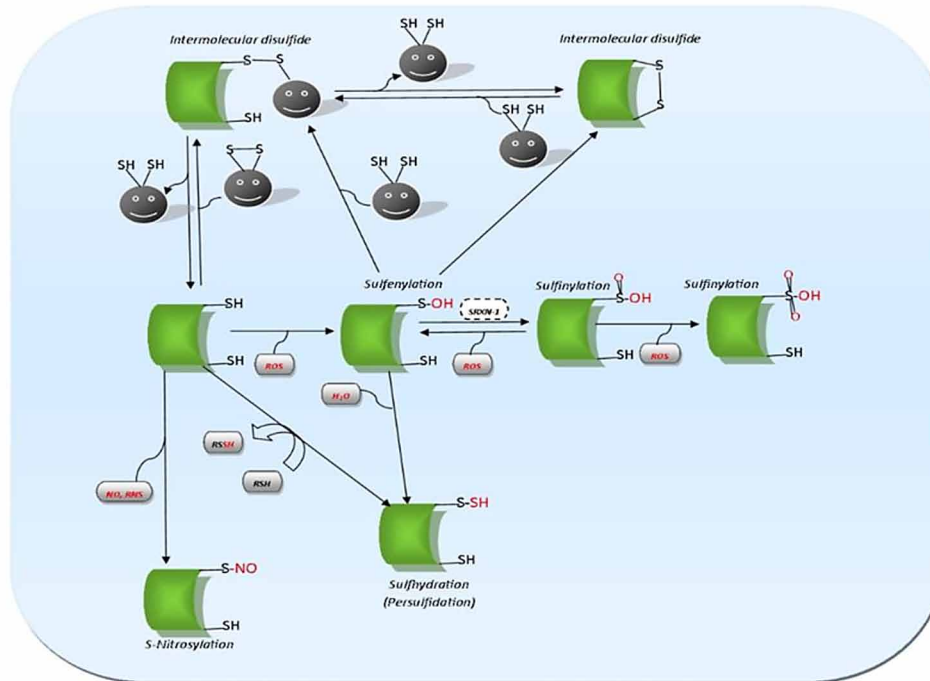 SH SH
Intermolecular disulfide
Intermolecular disulfide
S S
S
S
SH
SH SH
SH SH
S S
SH SH
Sulfenylation
Sulfinylation
Sulfinylation
SH
S-OH
SRXN-1
O
S-OH
O
S-OH
O
SH
SH
SH
SH
ROS
ROS
ROS
H₂O
RSSH
RSH
NO, RNS
S-SH
SH
Sulfhydration
(Persulfidation)
S-NO
SH
S-Nitrosylation